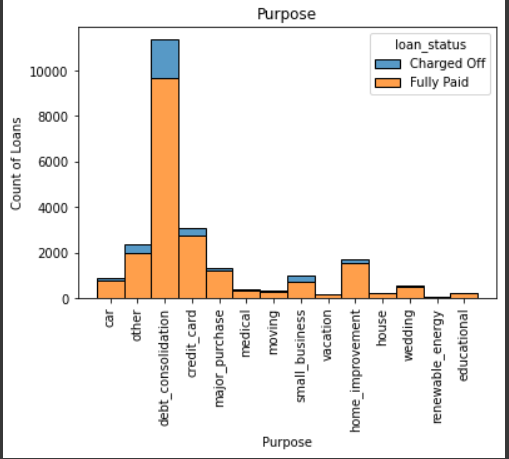 Purpose
loan_status
Charged Off
Fully Paid
Count of Loans
10000
8000
6000
4000
2000
0
car
other
debt_consolidation
credit_card
major_purchase
medical
moving
small_business
vacation
home_improvement
house
wedding
renewable_energy
educational
Purpose